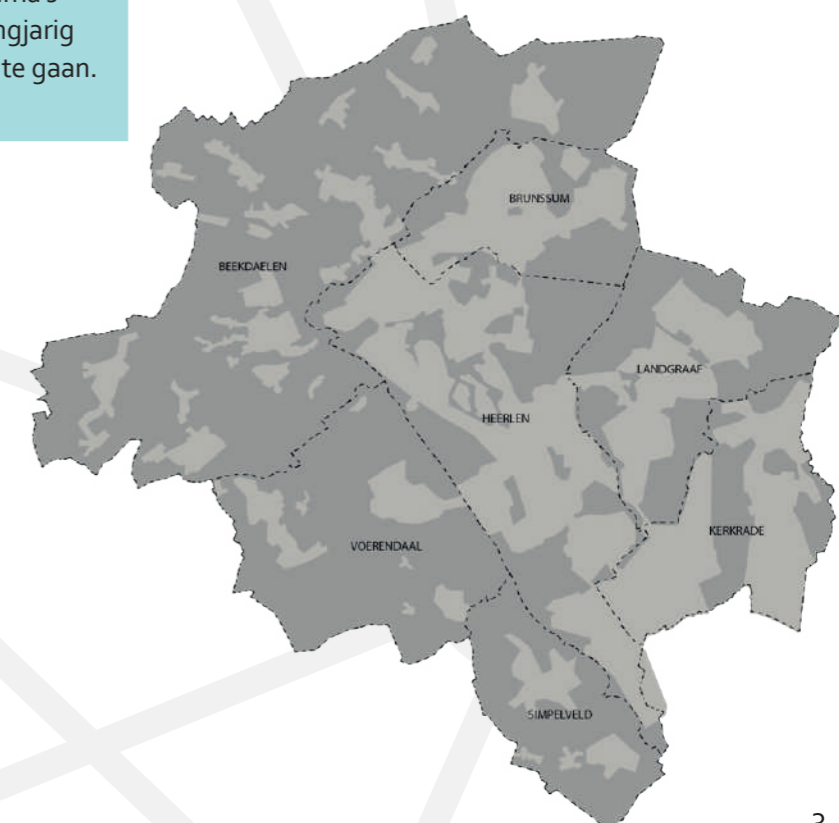 ngjarig
te gaan.
BRUNSSUM
BEEKDAELEN
LANDGRAAF
HEERLEN
KERKRADE
VOERENDAAL
SIMPELVELD
3